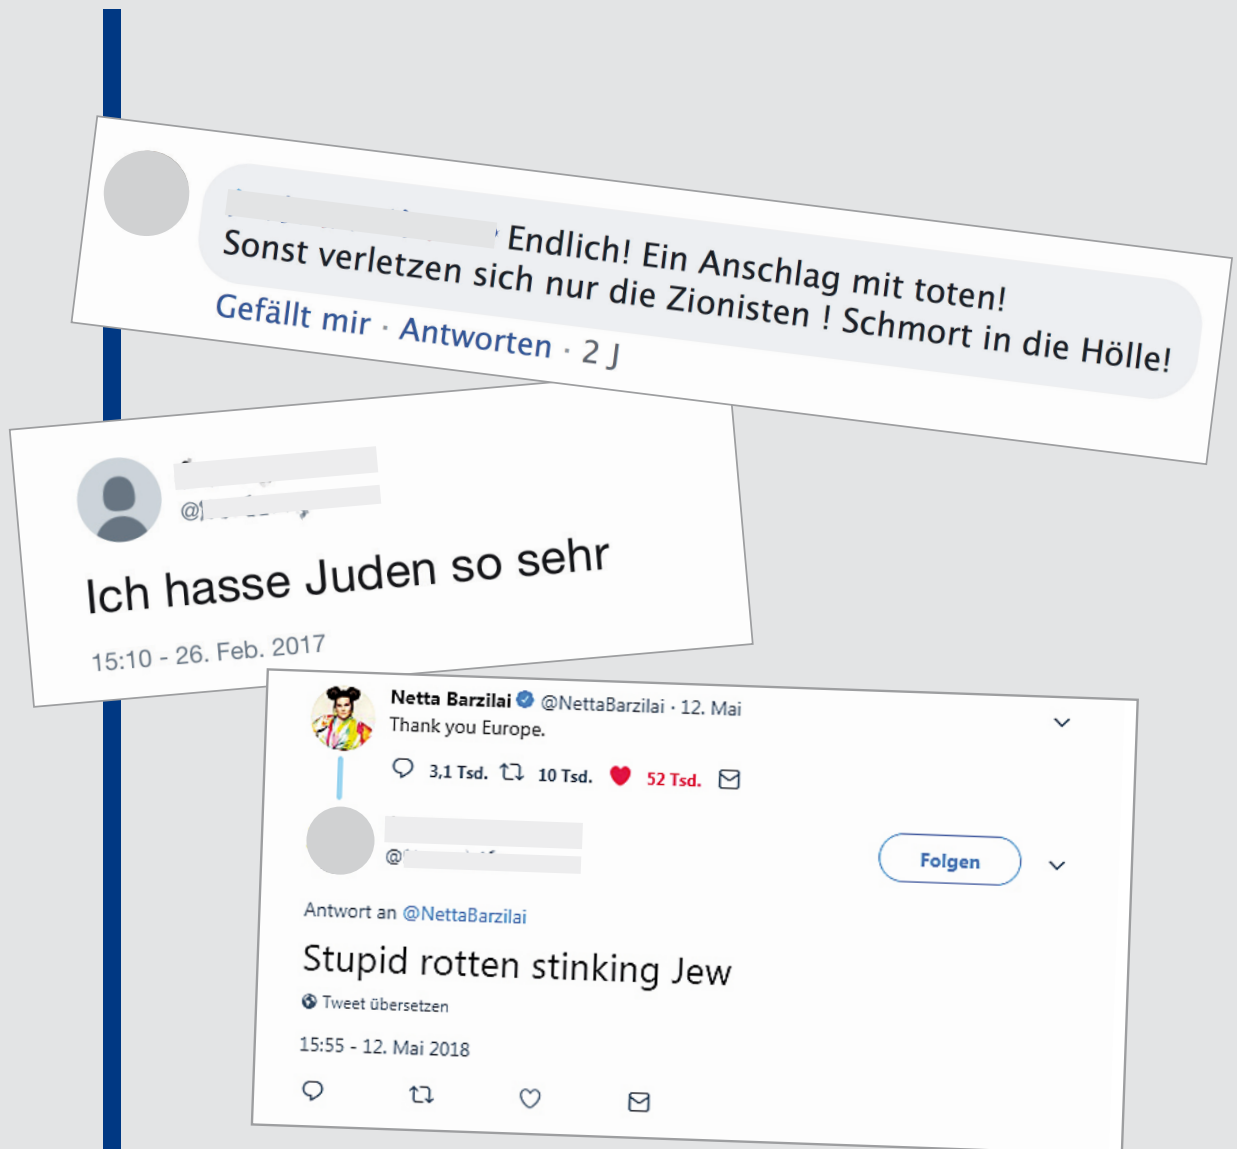 Endlich! Ein Anschlag mit toten!
Sonst verletzen sich nur die Zionisten ! Schmort in die Hölle!
Gefällt mir · Antworten · 2 J
@
Ich hasse Juden so sehr
15:10 - 26. Feb. 2017
Netta Barzilai @NettaBarzilai · 12. Mai
Thank you Europe.
3,1 Tsd. 10 Tsd. 52 Tsd.
@
Folgen
Antwort an @NettaBarzilai
Stupid rotten stinking Jew
Tweet übersetzen
15:55 - 12. Mai 2018